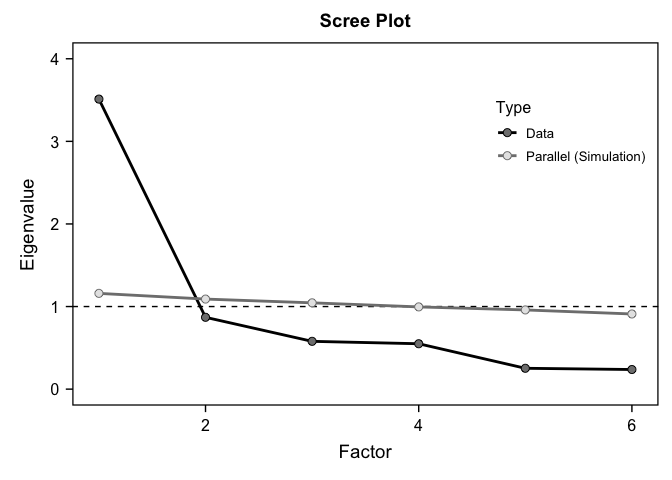 Scree Plot
4
3
2
1
0
Eigenvalue
Type
Data
Parallel (Simulation)
2
4
6
Factor